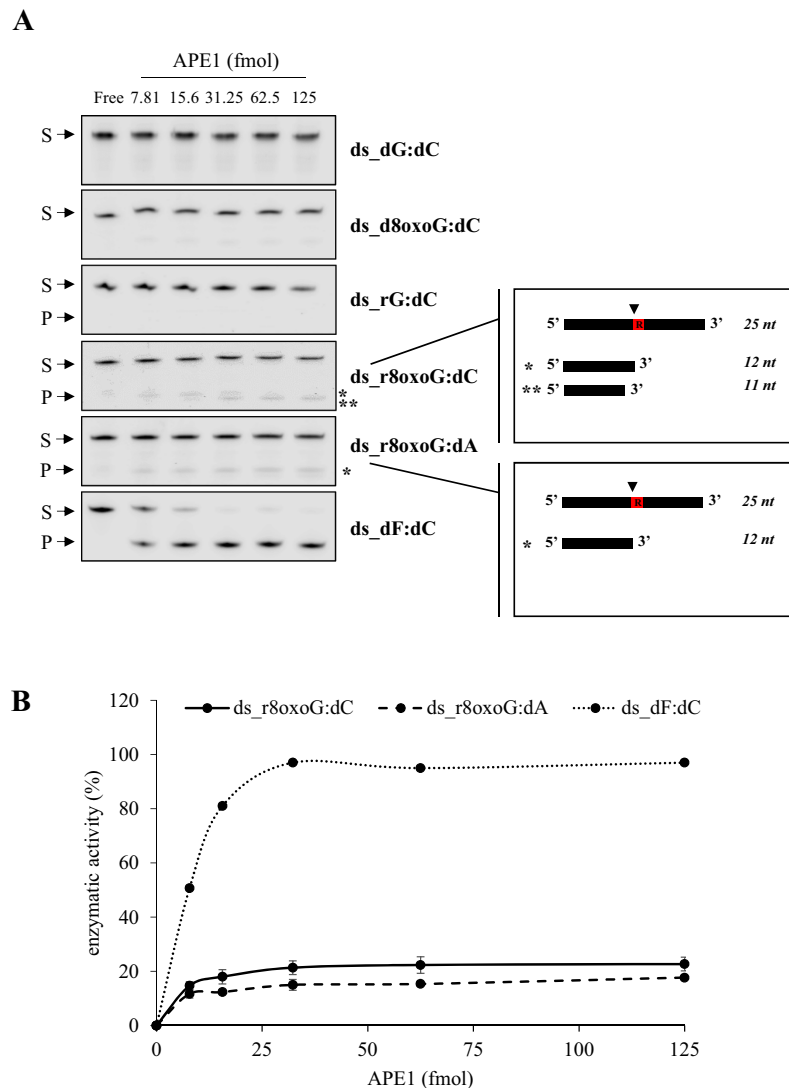 A
APE1 (fmol)
Free 7.81 15.6 31.25 62.5 125
S
ds_dG:dC
S
ds_d8oxoG:dC
S
ds_rG:dC
P
S
ds_r8oxoG:dC
P
*
**
S
ds_r8oxoG:dA
P
*
S
ds_dF:dC
P
5’ R 3’ 25 nt
* 5’ 3’ 12 nt
** 5’ 3’ 11 nt
5’ R 3’ 25 nt
* 5’ 3’ 12 nt
B
ds_r8oxoG:dC ds_r8oxoG:dA ds_dF:dC
enzymatic activity (%)
120
100
80
60
40
20
0
0 25 50 75 100 125
APE1 (fmol)